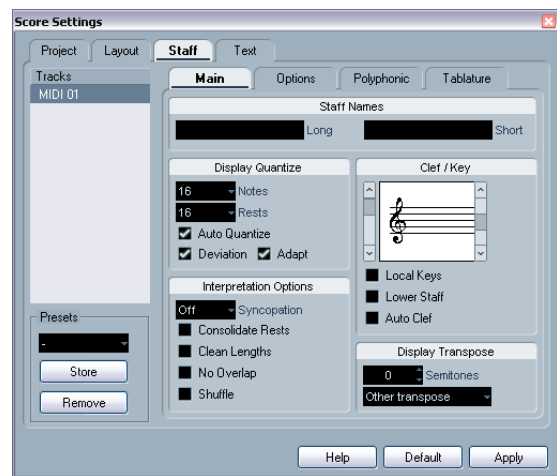 Score Settings
Project Layout Staff Text
Tracks
MIDI 01
Main Options Polyphonic Tablature
Staff Names
Long Short
Display Quantize
16 Notes
16 Rests
Auto Quantize
Deviation Adapt
Clef / Key
Local Keys
Lower Staff
Auto Clef
Interpretation Options
Off Syncopation
Consolidate Rests
Clean Lengths
No Overlap
Shuffle
Display Transpose
0 Semitones
Other transpose
Presets
-
Store
Remove
Help Default Apply